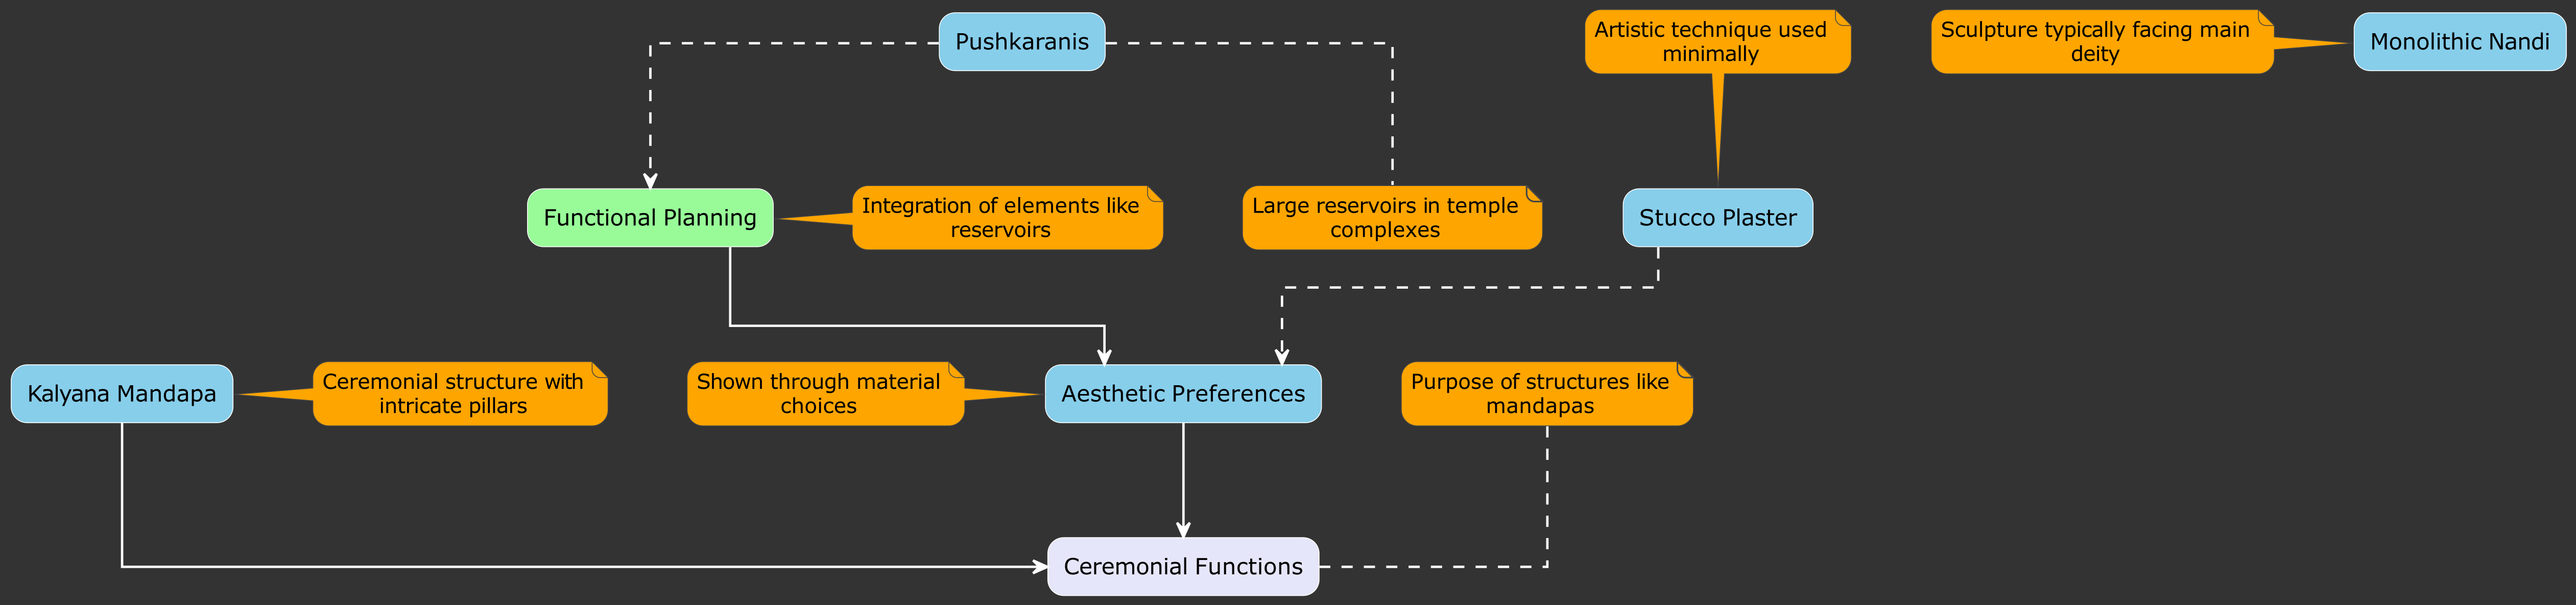 Pushkaranis
Artistic technique used
minimally
Sculpture typically facing main
deity
Monolithic Nandi
Functional Planning
Integration of elements like
reservoirs
Large reservoirs in temple
complexes
Stucco Plaster
Kalyana Mandapa
Ceremonial structure with
intricate pillars
Shown through material
choices
Aesthetic Preferences
Purpose of structures like
mandapas
Ceremonial Functions